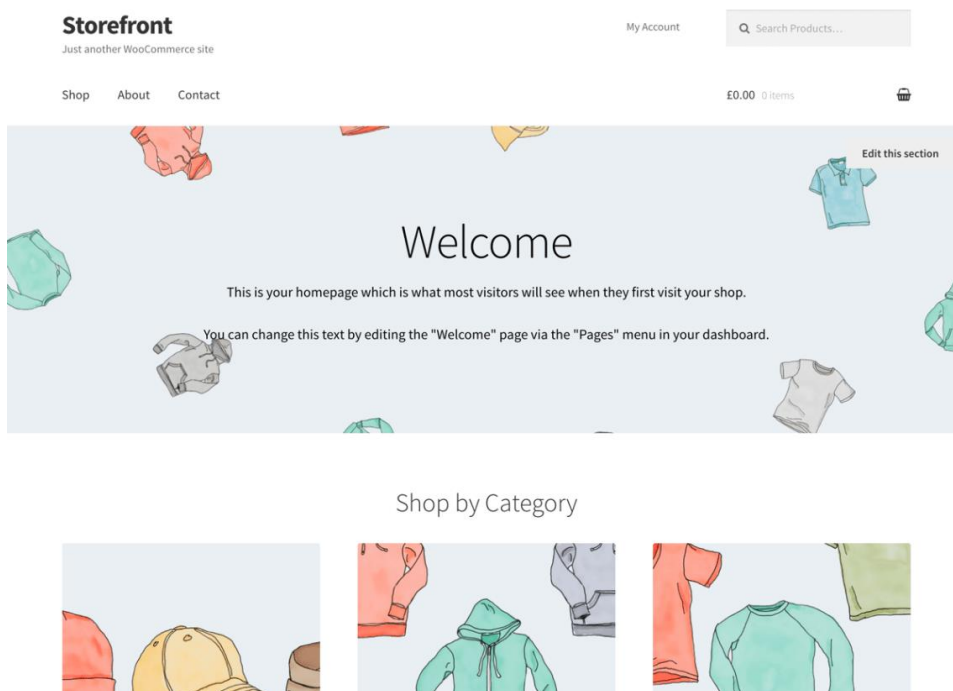 Storefront
Just another WooCommerce site
My Account
Search Products...
Shop About Contact
£0.00 0 items
Edit this section
Welcome
This is your homepage which is what most visitors will see when they first visit your shop.
You can change this text by editing the "Welcome" page via the "Pages" menu in your dashboard.
Shop by Category